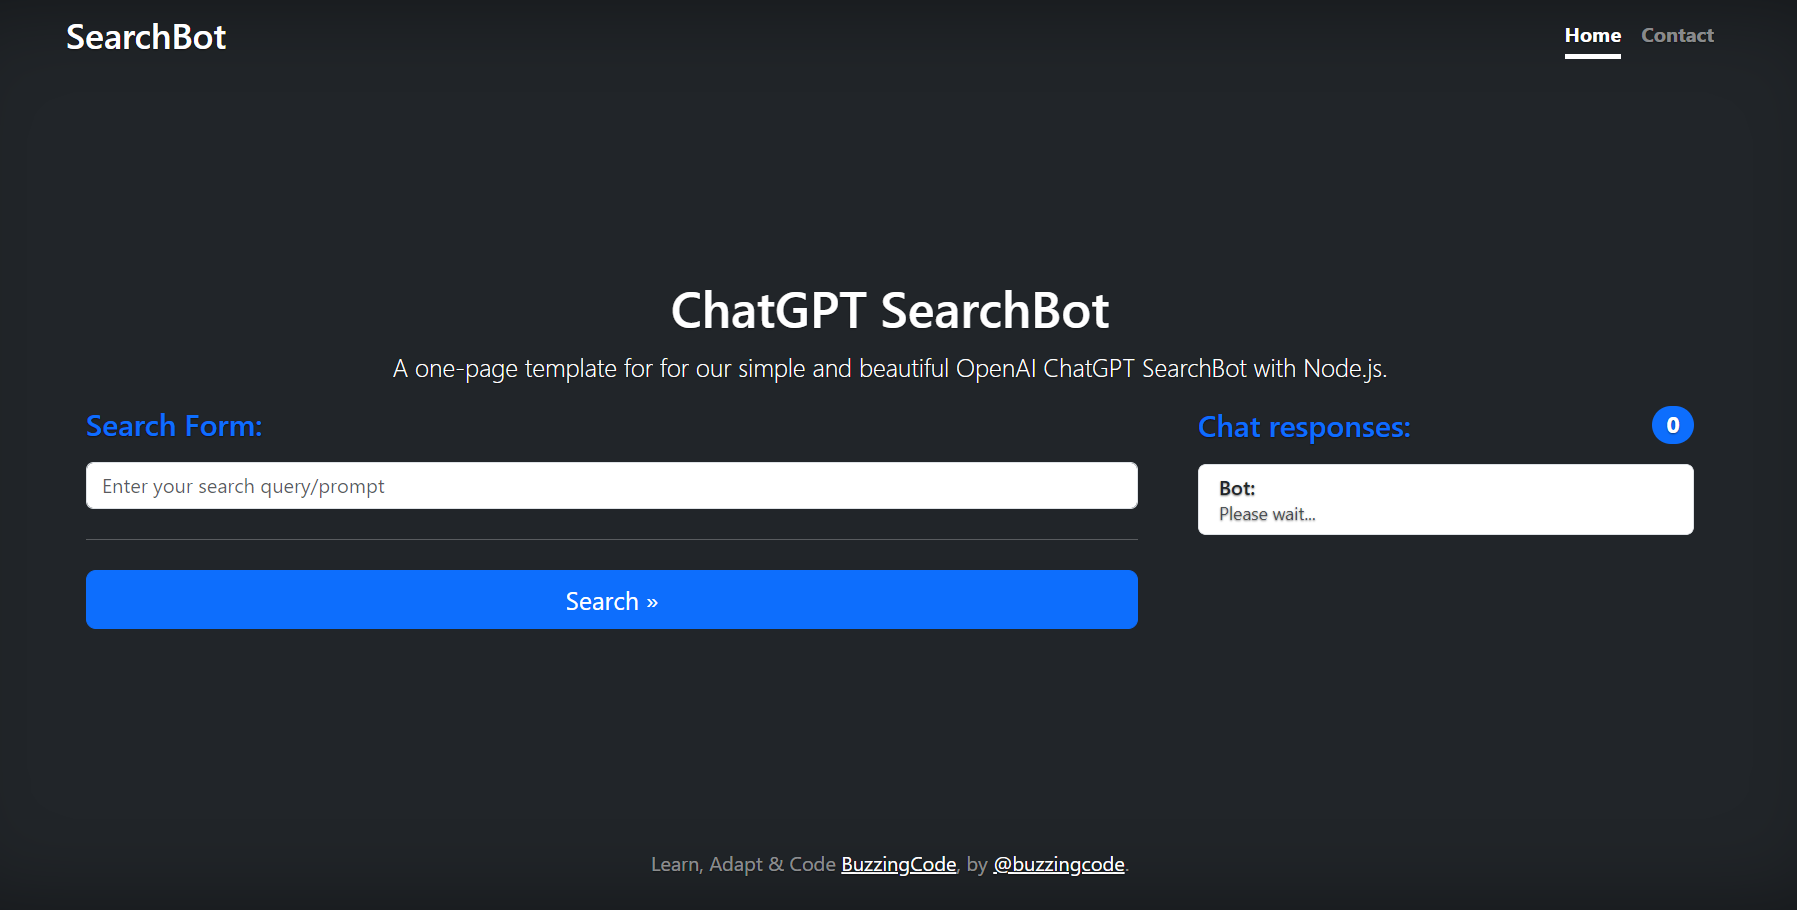 SearchBot
Home Contact
ChatGPT SearchBot
A one-page template for for our simple and beautiful OpenAI ChatGPT SearchBot with Node.js.
Search Form:
Enter your search query/prompt
Search »
Chat responses:
0
Bot:
Please wait...
Learn, Adapt & Code BuzzingCode, by @buzzingcode.